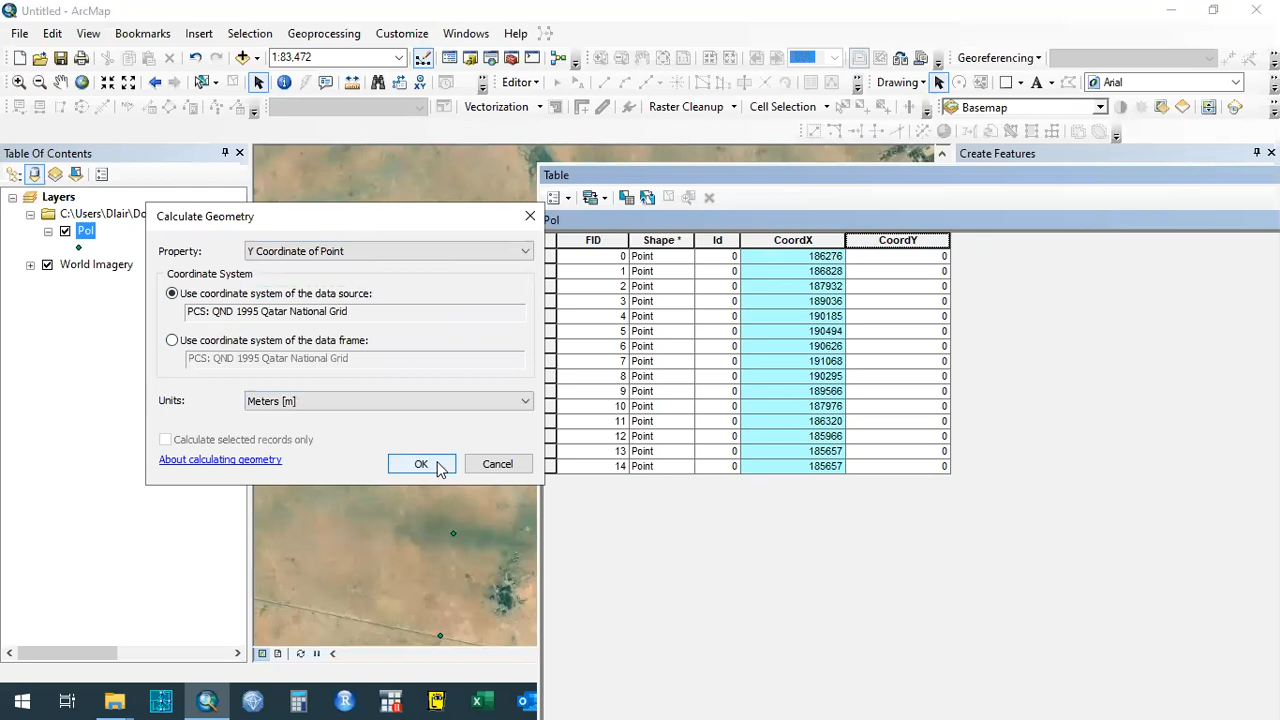 Untitled - ArcMap
File Edit View Bookmarks Insert Selection Geoprocessing Customize Windows Help
1:83,472
Georeferencing
Editor
Drawing
Arial
Vectorization
Raster Cleanup
Cell Selection
Basemap
Table Of Contents
Layers
C:\Users\Dlair\Do
PoI
World Imagery
Calculate Geometry
Property: Y Coordinate of Point
Coordinate System
Use coordinate system of the data source:
PCS: QND 1995 Qatar National Grid
Use coordinate system of the data frame:
PCS: QND 1995 Qatar National Grid
Units: Meters [m]
Calculate selected records only
About calculating geometry
OK Cancel
Create Features
Table
PoI
FID Shape * Id CoordX CoordY
0 Point 0 186276 0
1 Point 0 186828 0
2 Point 0 187932 0
3 Point 0 189036 0
4 Point 0 190185 0
5 Point 0 190494 0
6 Point 0 190626 0
7 Point 0 191068 0
8 Point 0 190295 0
9 Point 0 189566 0
10 Point 0 187976 0
11 Point 0 186320 0
12 Point 0 185966 0
13 Point 0 185657 0
14 Point 0 185657 0